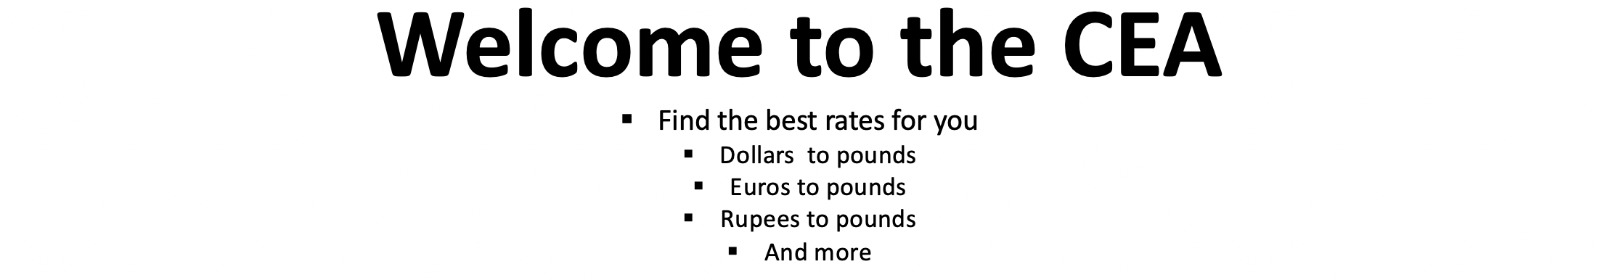 Welcome to the CEA
▪ Find the best rates for you
▪ Dollars  to pounds
▪ Euros to pounds
▪ Rupees to pounds
▪ And more